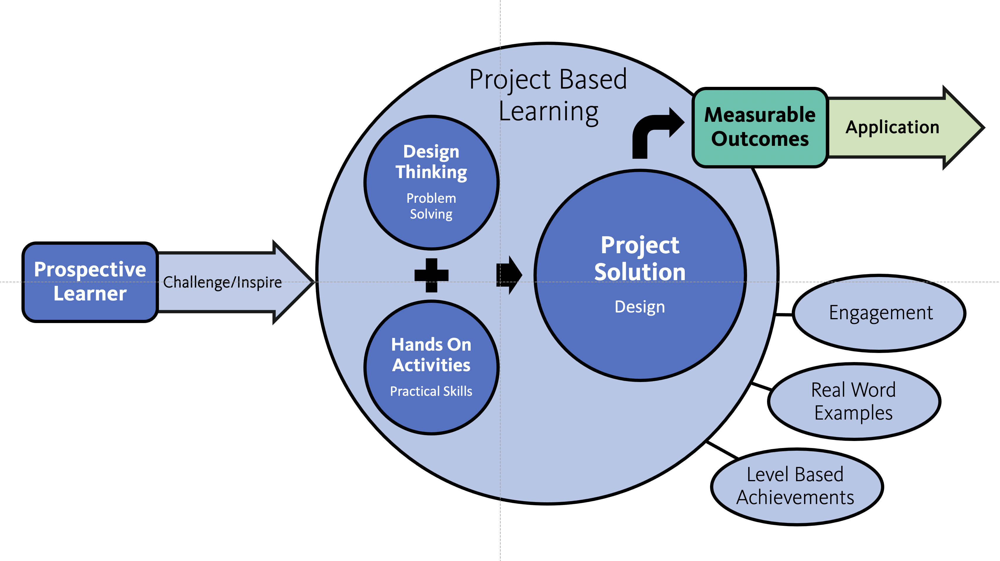 Project Based
Learning
Measurable
Outcomes
Application
Design
Thinking
Problem
Solving
Prospective
Learner
Challenge/Inspire
Project
Solution
Design
Hands On
Activities
Practical Skills
Engagement
Real Word
Examples
Level Based
Achievements